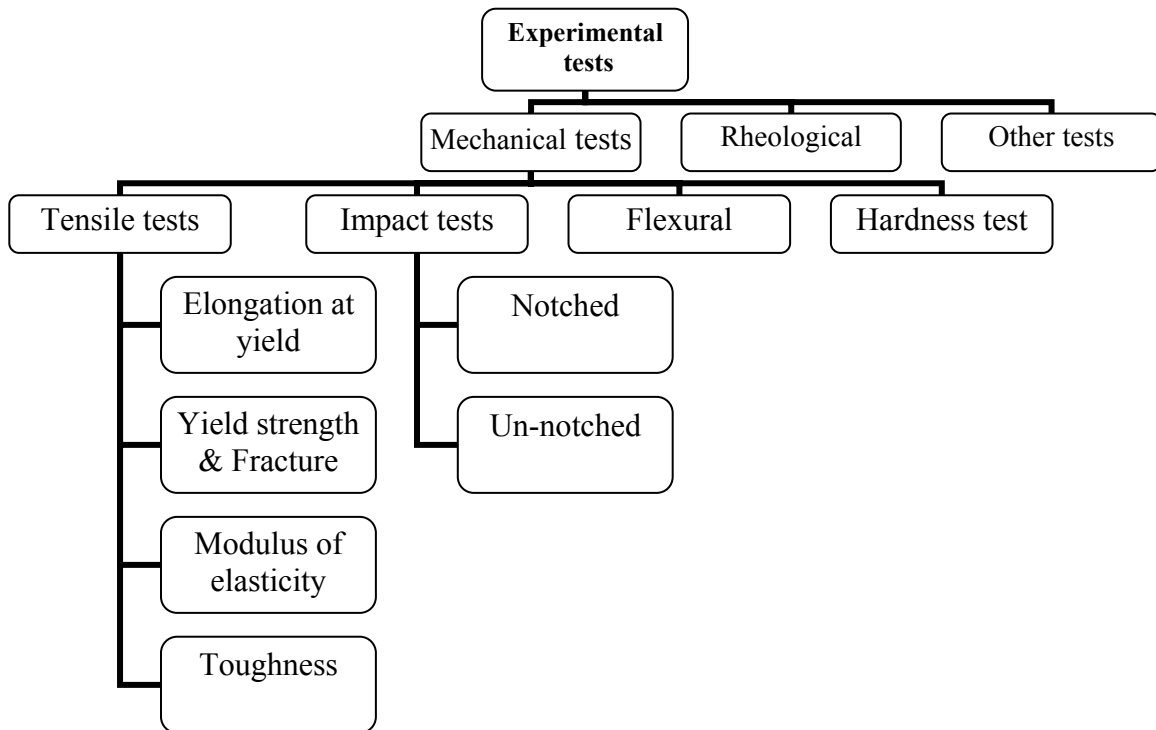 Experimental
tests
Mechanical tests
Rheological
Other tests
Tensile tests
Impact tests
Flexural
Hardness test
Elongation at
yield
Notched
Yield strength
& Fracture
Un-notched
Modulus of
elasticity
Toughness